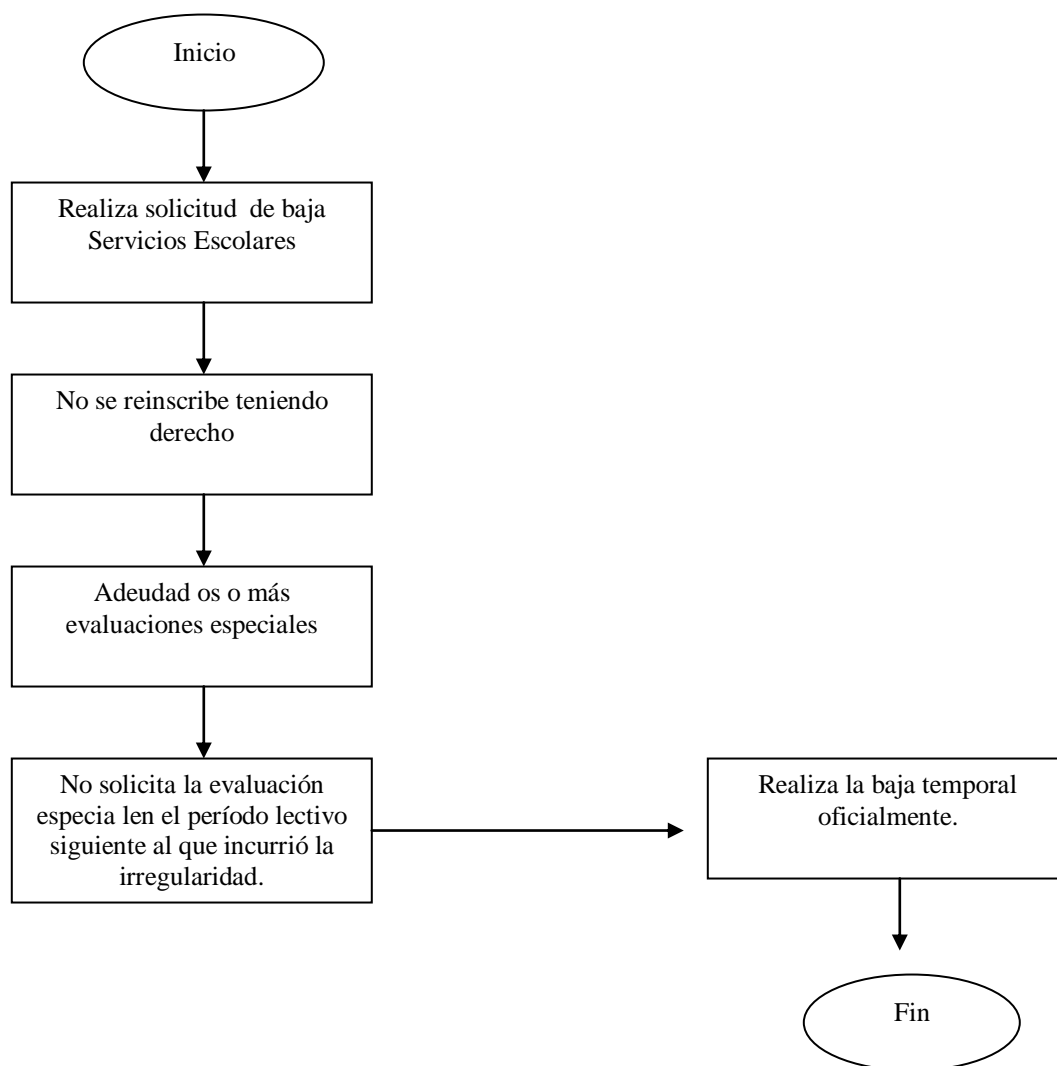 Inicio
Realiza solicitud  de baja
Servicios Escolares
No se reinscribe teniendo
derecho
Adeudad os o más
evaluaciones especiales
No solicita la evaluación
especia len el período lectivo
siguiente al que incurrió la
irregularidad.
Realiza la baja temporal
oficialmente.
Fin